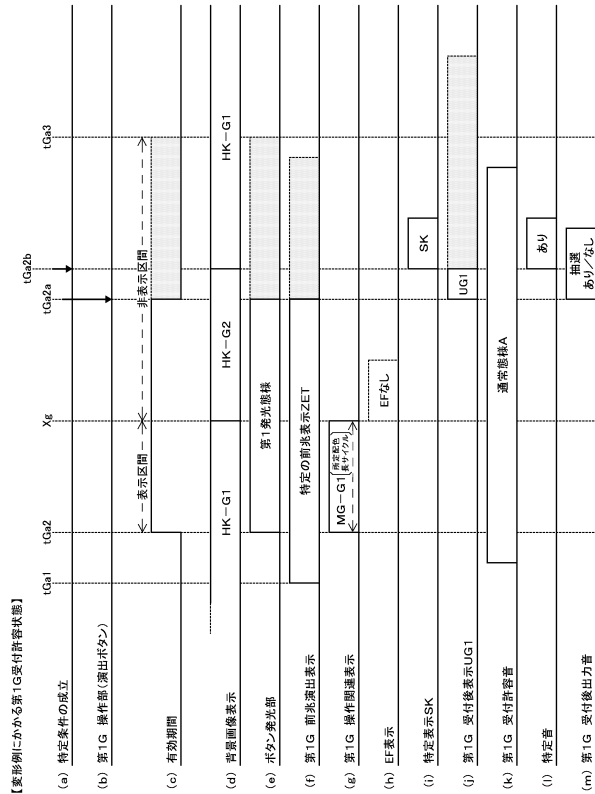 【変形例にかかる第1G受付許容状態】
tGa1
tGa2
Xg
tGa2a
tGa2b
tGa3
(a) 特定条件の成立
(b) 第1G 操作部(演出ボタン)
表示区間
非表示区間
(c) 有効期間
(d) 背景画像表示
HK-G1
HK-G2
HK-G1
(e) ボタン発光部
第1発光態様
(f) 第1G 前兆演出表示
特定の前兆表示ZET
(g) 第1G 操作関連表示
MG-G1
所定配色
長サイクル
(h) EF表示
EFなし
(i) 特定表示SK
SK
(j) 第1G 受付後表示UG1
UG1
(k) 第1G 受付許容音
通常態様A
(l) 特定音
あり
(m) 第1G 受付後出力音
抽選
あり/なし